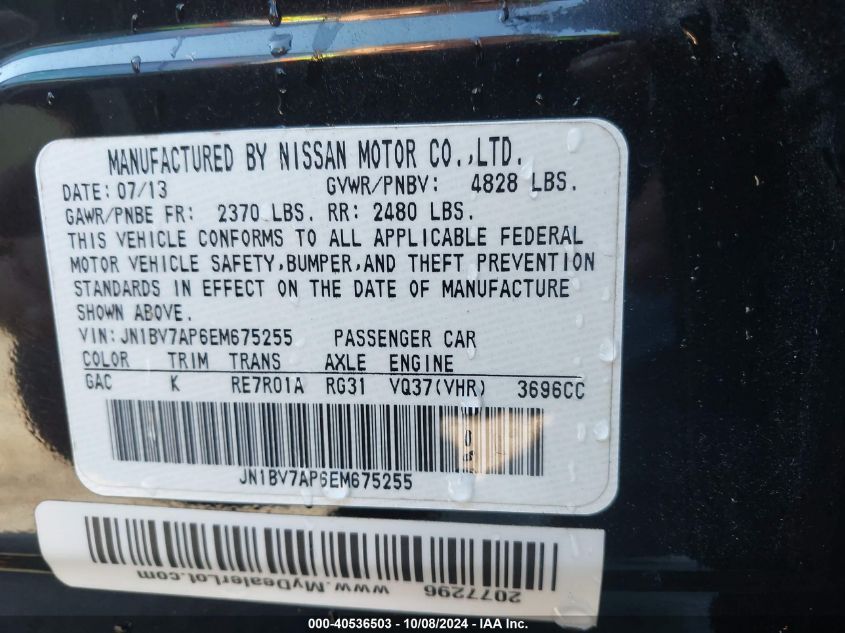 MANUFACTURED BY NISSAN MOTOR CO.,LTD.
DATE: 07/13 GVWR/PNBV: 4828 LBS.
GAWR/PNBE FR: 2370 LBS. RR: 2480 LBS.
THIS VEHICLE CONFORMS TO ALL APPLICABLE FEDERAL
MOTOR VEHICLE SAFETY,BUMPER,AND THEFT PREVENTION
STANDARDS IN EFFECT ON THE DATE OF MANUFACTURE
SHOWN ABOVE.
VIN: JN1BV7AP6EM675255 PASSENGER CAR
COLOR TRIM TRANS AXLE ENGINE
GAC K RE7R01A RG31 VQ37(VHR) 3696CC
JN1BV7AP6EM675255
2077296 www.MyDealerLot.com
000-40536503 - 10/08/2024 - IAA Inc.